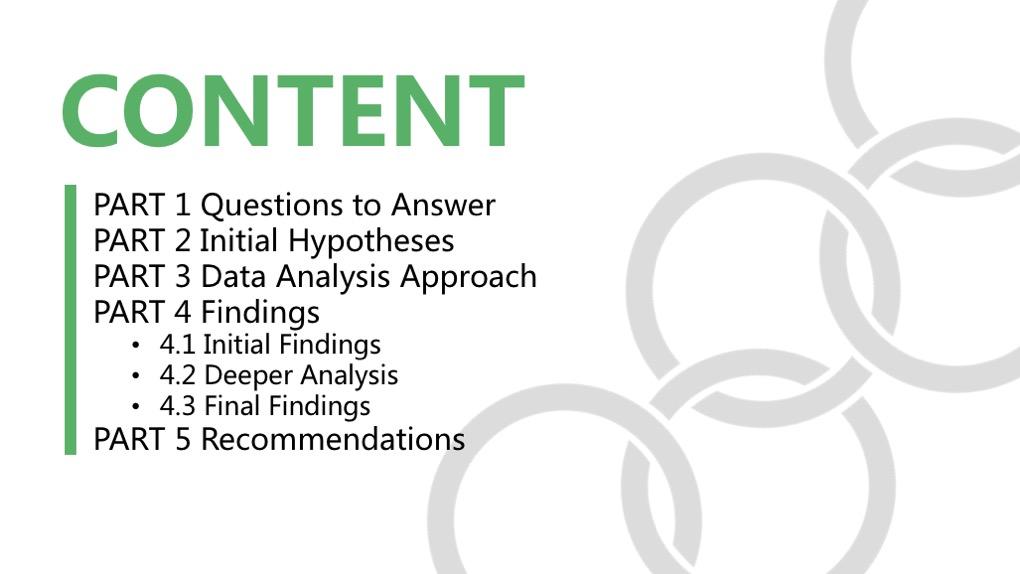 CONTENT
PART 1 Questions to Answer
PART 2 Initial Hypotheses
PART 3 Data Analysis Approach
PART 4 Findings
• 4.1 Initial Findings
• 4.2 Deeper Analysis
• 4.3 Final Findings
PART 5 Recommendations